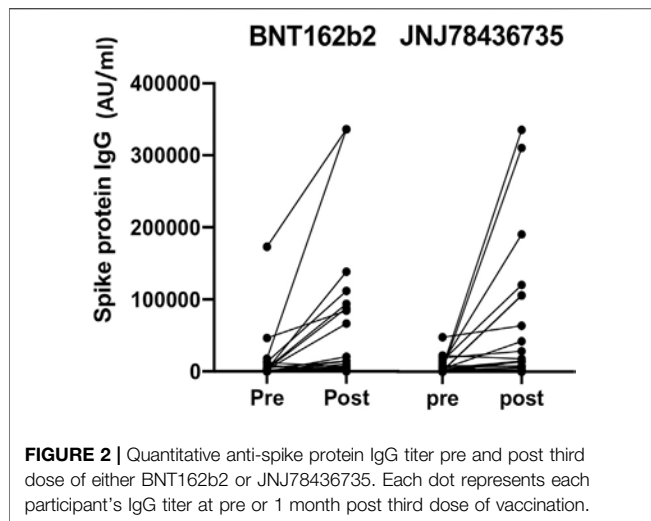 BNT162b2 JNJ78436735
Spike protein IgG (AU/ml)
400000
300000
200000
100000
0
Pre Post pre post
FIGURE 2 | Quantitative anti-spike protein IgG titer pre and post third
dose of either BNT162b2 or JNJ78436735. Each dot represents each
participant's IgG titer at pre or 1 month post third dose of vaccination.